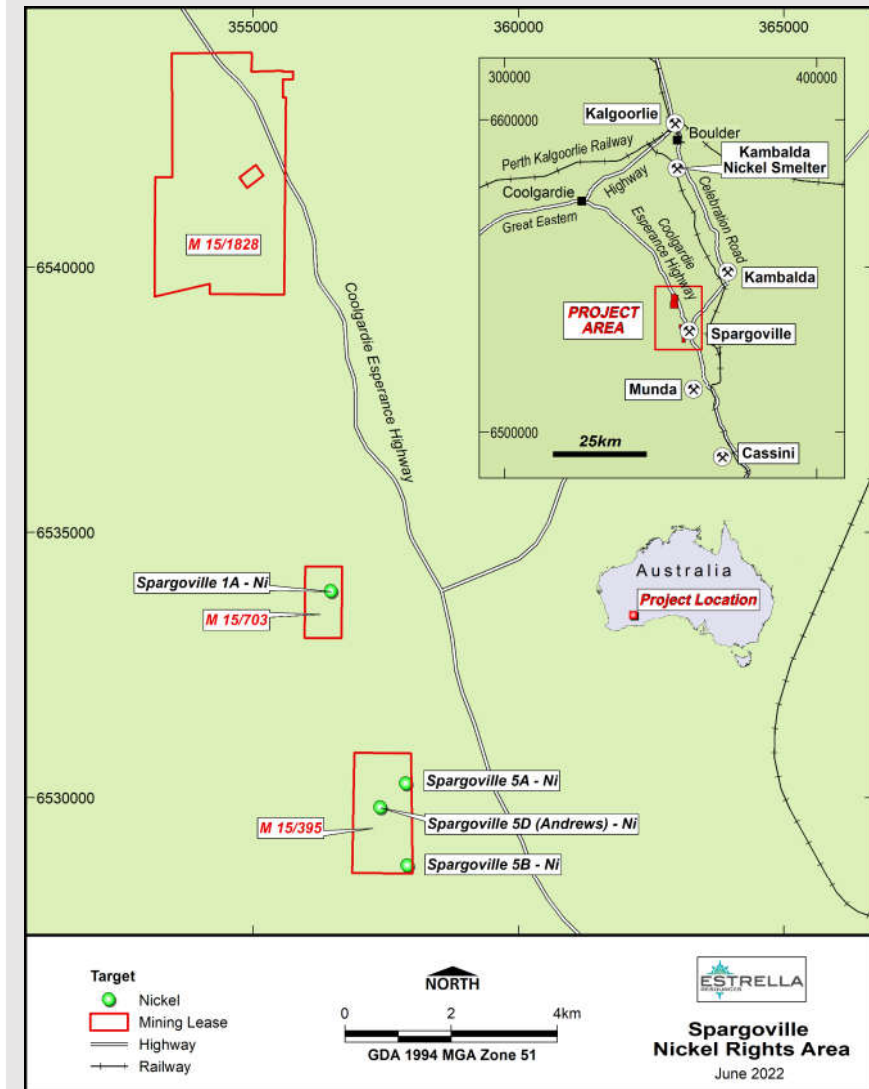 355000
360000
365000
6540000
6535000
6530000
M 15/1828
Coolgardie Esperance Highway
300000
400000
6600000
6500000
Kalgoorlie
Boulder
Perth Kalgoorlie Railway
Kambalda
Nickel Smelter
Coolgardie
Highway
Great Eastern
Celebration Road
Coolgardie
Esperance Highway
Kambalda
PROJECT
AREA
Spargoville
Munda
25km
Cassini
Spargoville 1A - Ni
M 15/703
Australia
Project Location
Spargoville 5A - Ni
Spargoville 5D (Andrews) - Ni
M 15/395
Spargoville 5B - Ni
Target
Nickel
Mining Lease
Highway
Railway
NORTH
0 2 4km
GDA 1994 MGA Zone 51
ESTRELLA
RESOURCES
Spargoville
Nickel Rights Area
June 2022